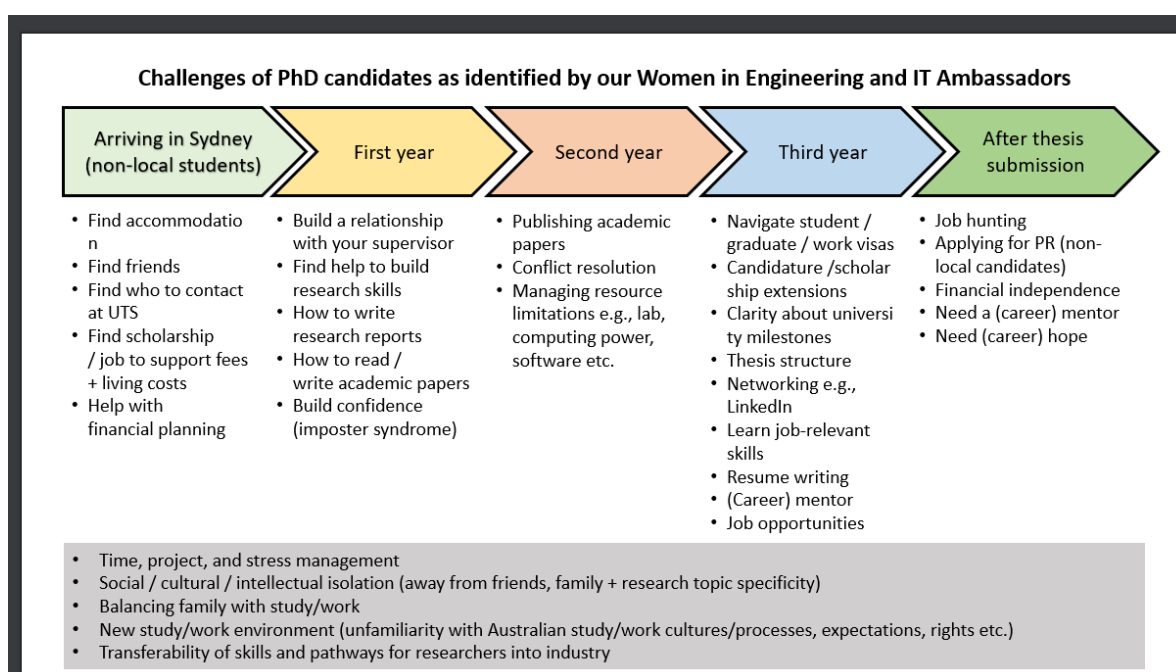 Challenges of PhD candidates as identified by our Women in Engineering and IT Ambassadors
Arriving in Sydney
(non-local students)
First year
Second year
Third year
After thesis
submission
• Find accommodatio
n
• Find friends
• Find who to contact
at UTS
• Find scholarship
/ job to support fees
+ living costs
• Help with
financial planning
• Build a relationship
with your supervisor
• Find help to build
research skills
• How to write
research reports
• How to read /
write academic papers
• Build confidence
(imposter syndrome)
• Publishing academic
papers
• Conflict resolution
• Managing resource
limitations e.g., lab,
computing power,
software etc.
• Navigate student /
graduate / work visas
• Candidature /scholar
ship extensions
• Clarity about universi
ty milestones
• Thesis structure
• Networking e.g.,
LinkedIn
• Learn job-relevant
skills
• Resume writing
• (Career) mentor
• Job opportunities
• Job hunting
• Applying for PR (non-
local candidates)
• Financial independence
• Need a (career) mentor
• Need (career) hope
• Time, project, and stress management
• Social / cultural / intellectual isolation (away from friends, family + research topic specificity)
• Balancing family with study/work
• New study/work environment (unfamiliarity with Australian study/work cultures/processes, expectations, rights etc.)
• Transferability of skills and pathways for researchers into industry